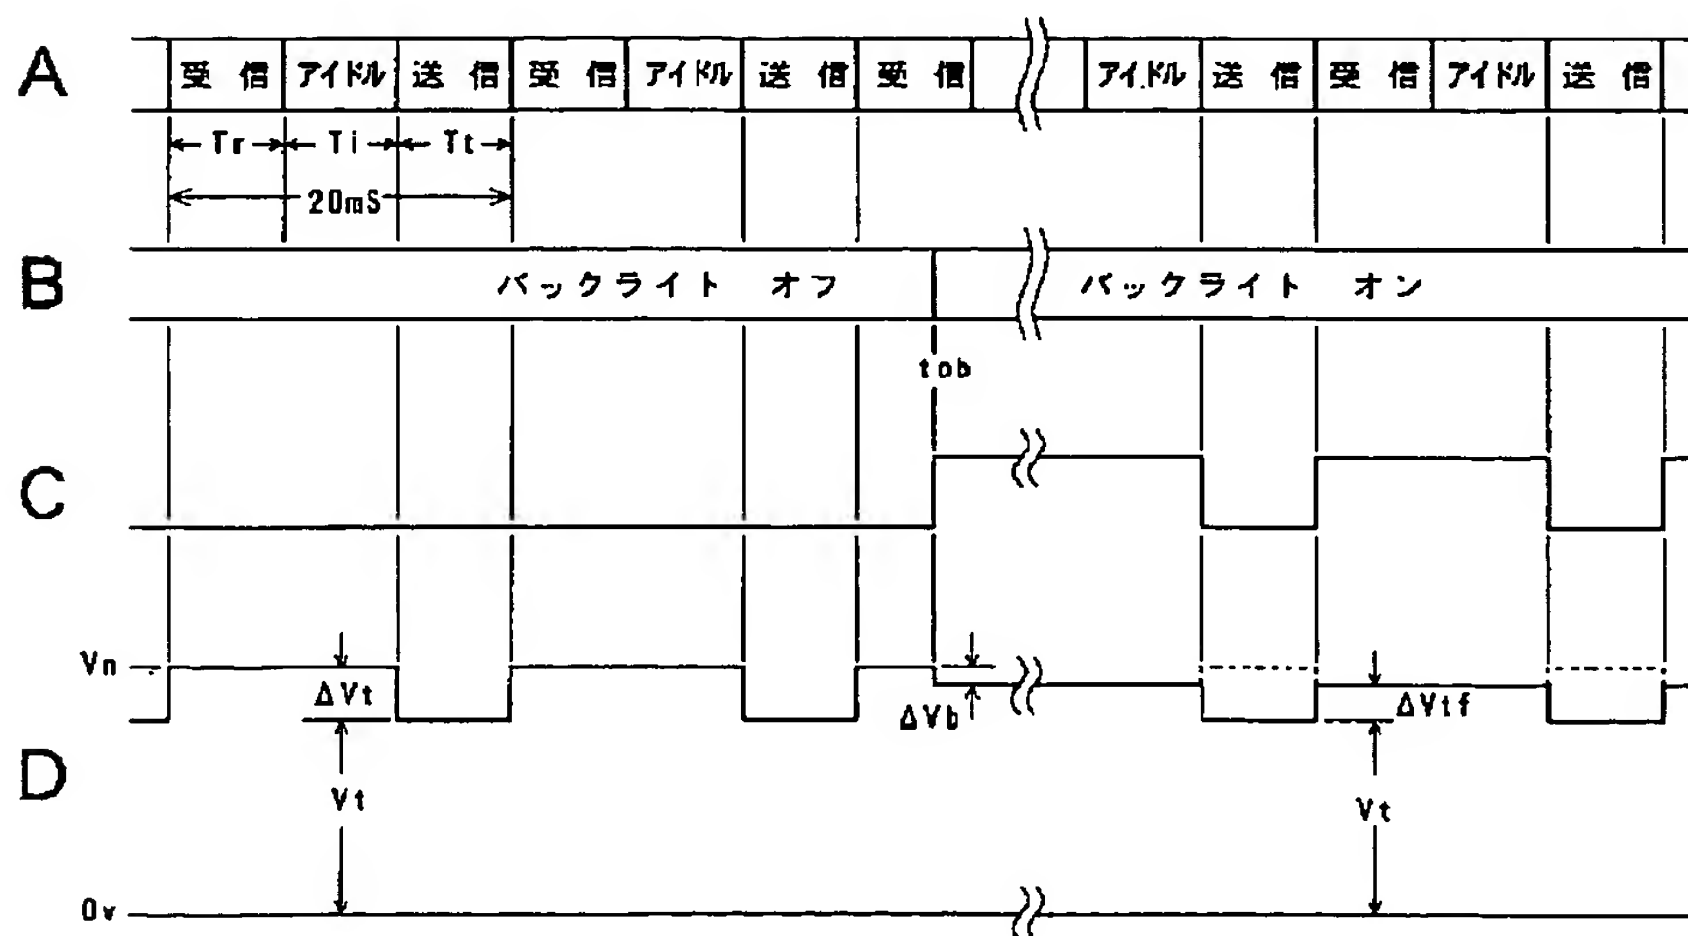 A 受信 アイドル 送信 受信 アイドル 送信 受信 アイドル 送信 受信 アイドル 送信
Tr Ti Tt
20mS
B バックライト オフ バックライト オン
tob
C
Vn ΔVt ΔVb ΔVtf
D
Vt Vt
0v